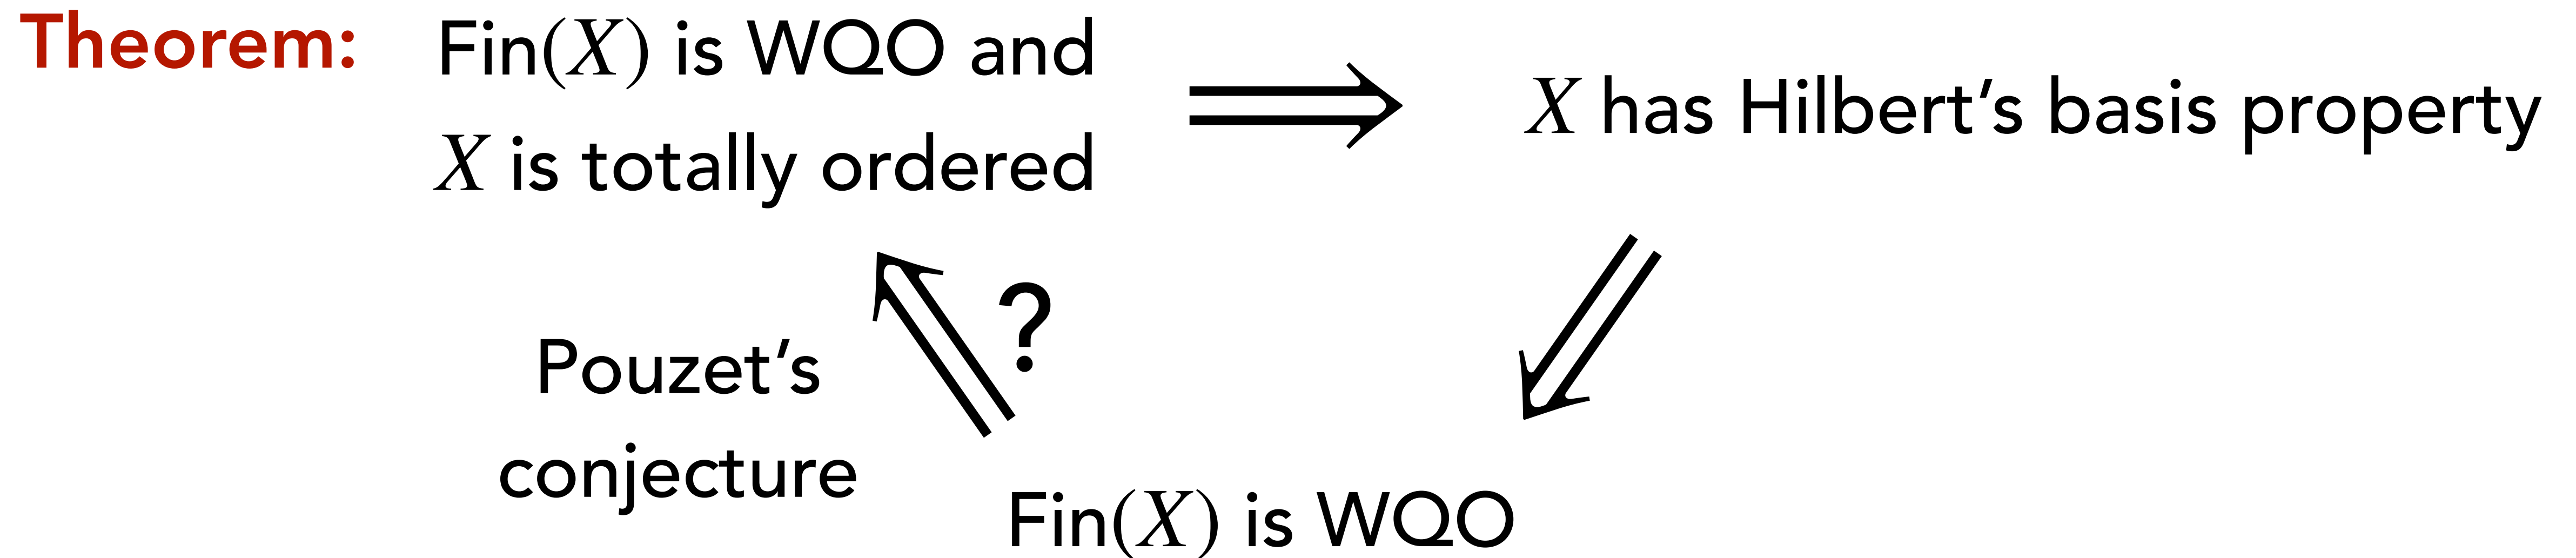 Theorem:
Fin(X) is WQO and
X is totally ordered
X has Hilbert’s basis property
?
Pouzet’s
conjecture
Fin(X) is WQO